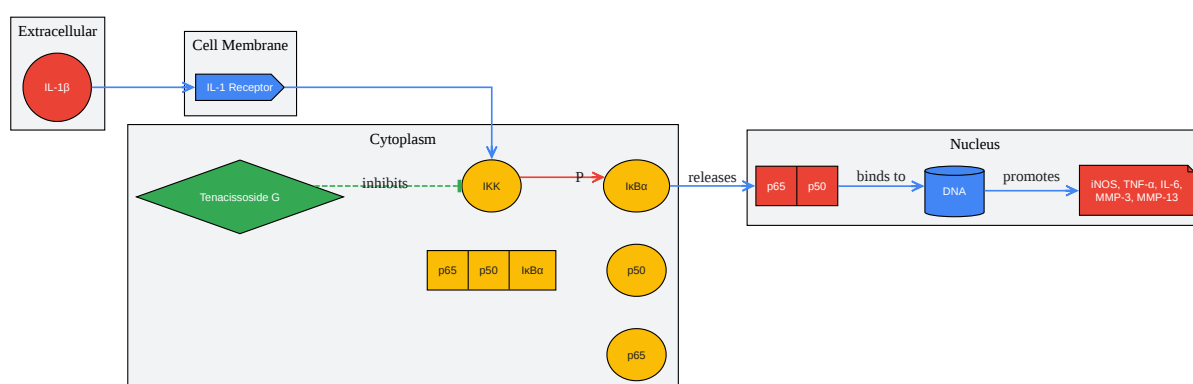 Extracellular
IL-1β
Cell Membrane
IL-1 Receptor
Cytoplasm
Tenacissoside G
inhibits
IKK
P
IκBα
releases
p65 p50 IκBα
p50
p65
Nucleus
p65 p50
binds to
DNA
promotes
iNOS, TNF-α, IL-6,
MMP-3, MMP-13